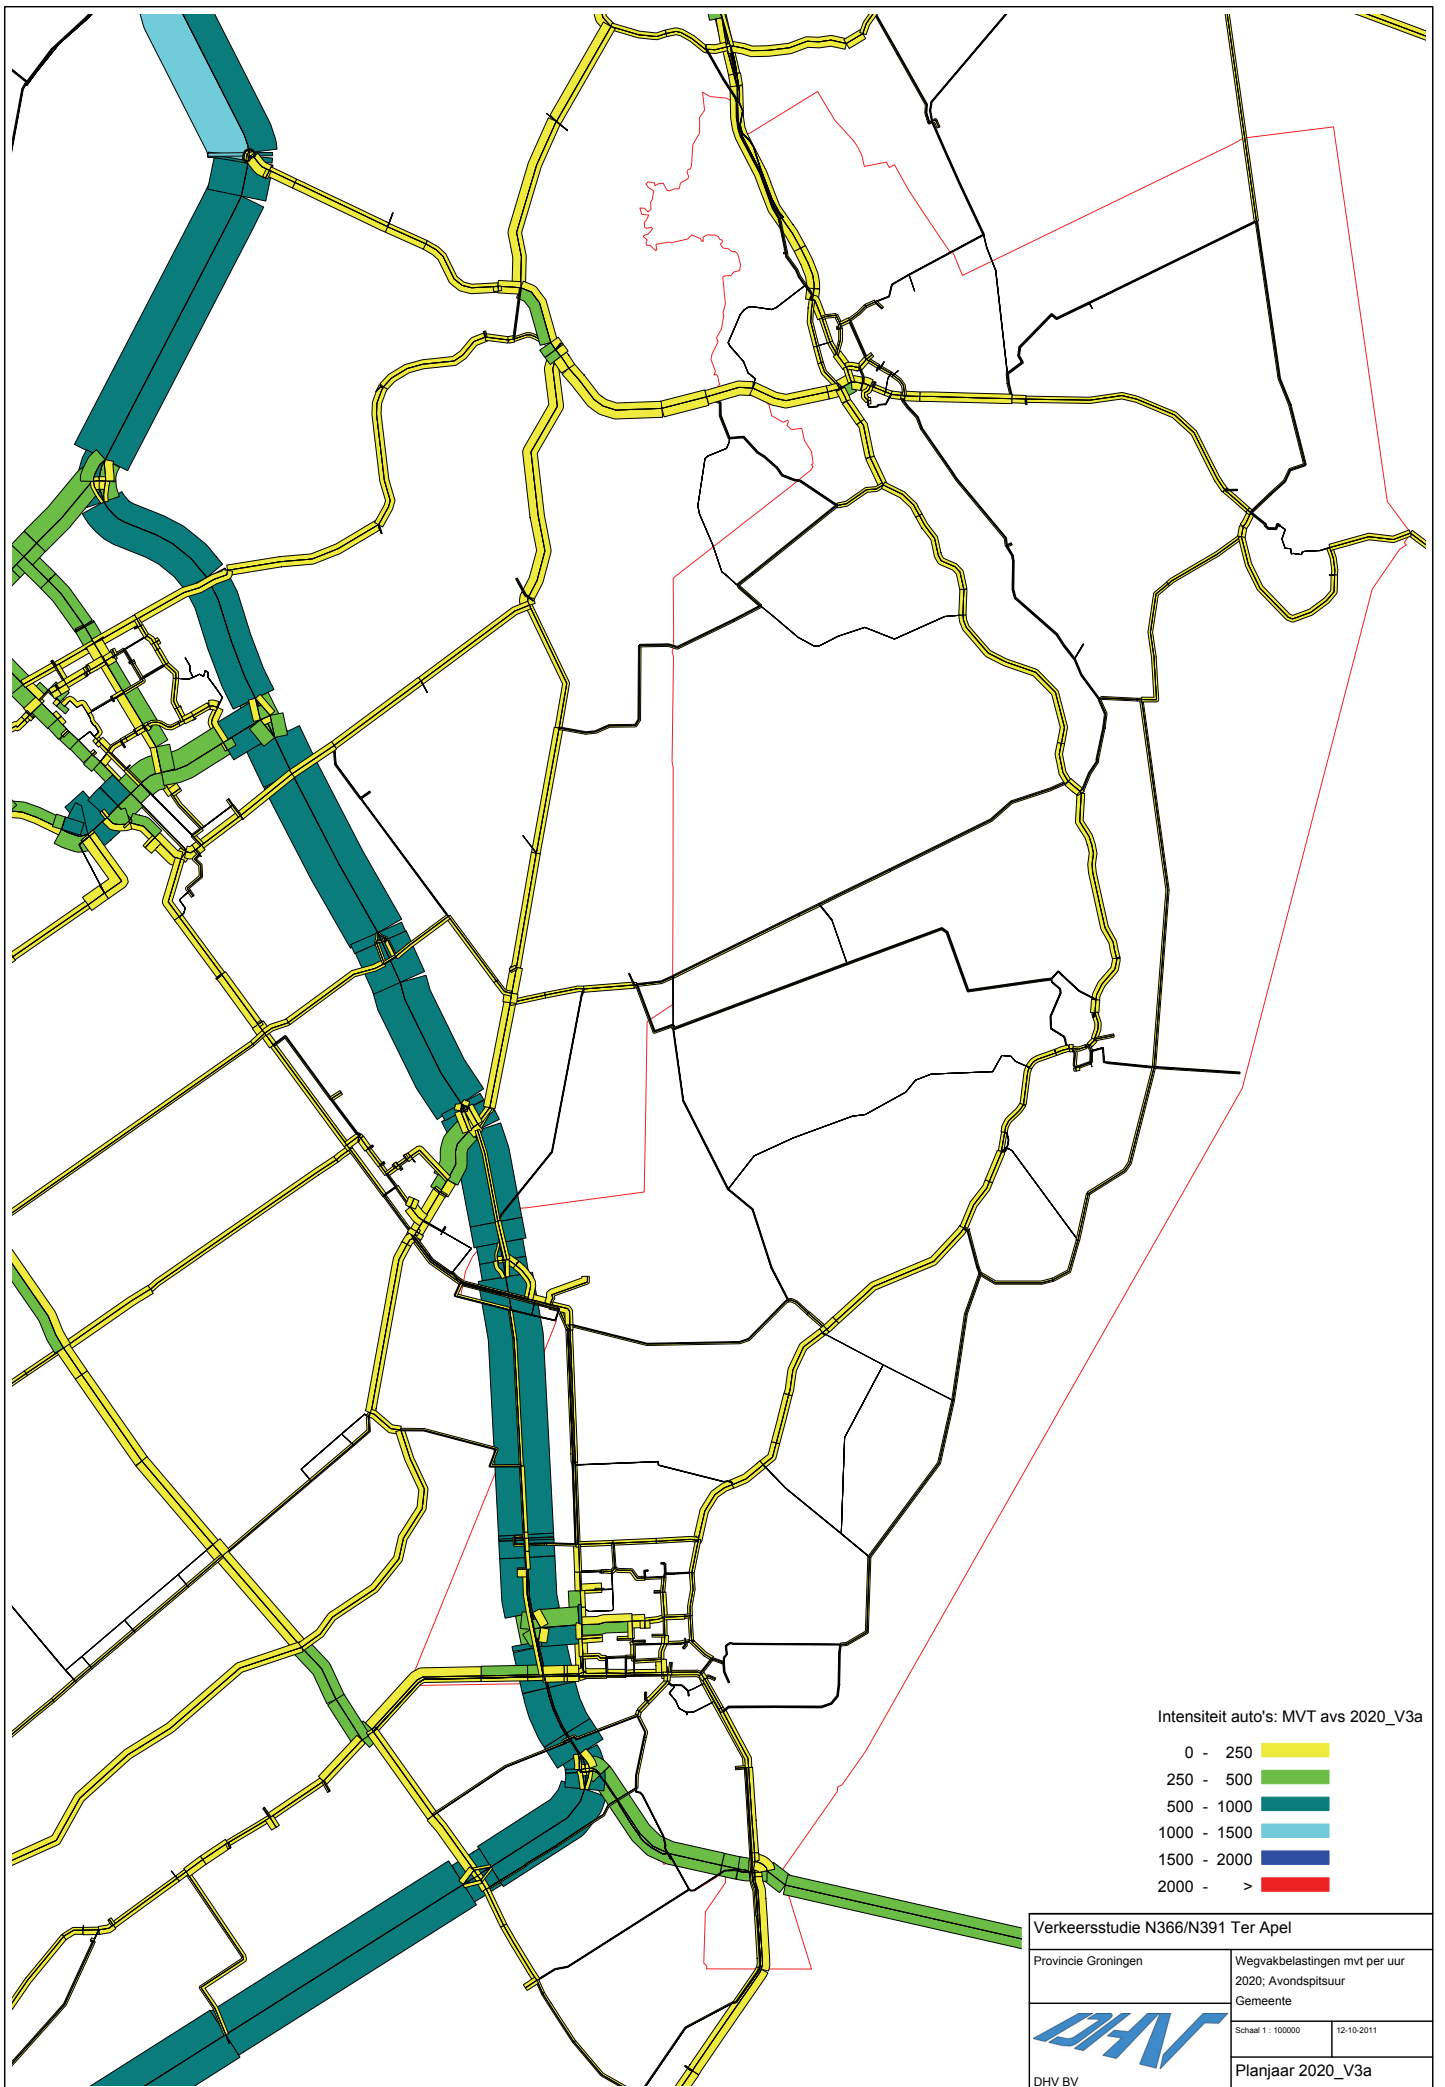 Intensiteit auto's: MVT avs 2020_V3a
0 - 250
250 - 500
500 - 1000
1000 - 1500
1500 - 2000
2000 - >
Verkeersstudie N366/N391 Ter Apel
Provincie Groningen
Wegvakbelastingen mvt per uur
2020; Avondspitsuur
Gemeente
Schaal 1 : 100000
12-10-2011
DHV
DHV BV
Planjaar 2020_V3a